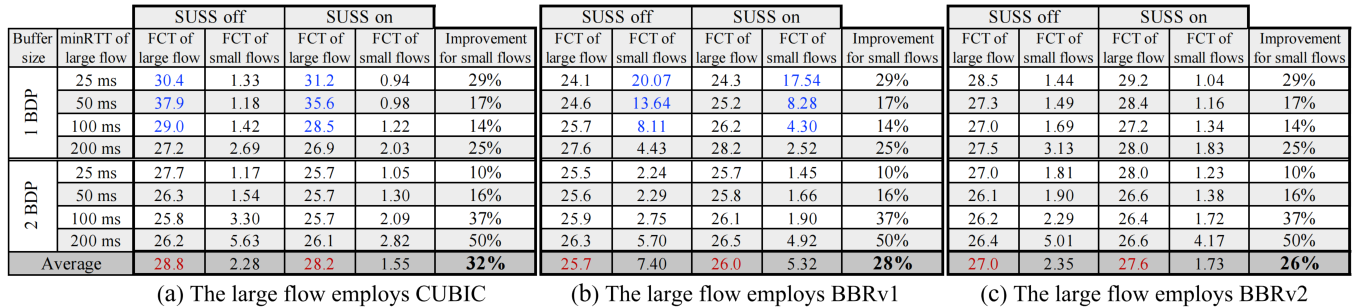 SUSS off SUSS on SUSS off SUSS on SUSS off SUSS on
Buffer minRTT of FCT of FCT of FCT of FCT of Improvement FCT of FCT of FCT of FCT of Improvement FCT of FCT of FCT of FCT of Improvement
size large flow large flow small flows large flow small flows for small flows large flow small flows large flow small flows for small flows large flow small flows large flow small flows for small flows
1 BDP
25 ms 30.4 1.33 31.2 0.94 29% 24.1 20.07 24.3 17.54 29% 28.5 1.44 29.2 1.04 29%
50 ms 37.9 1.18 35.6 0.98 17% 24.6 13.64 25.2 8.28 17% 27.3 1.49 28.4 1.16 17%
100 ms 29.0 1.42 28.5 1.22 14% 25.7 8.11 26.2 4.30 14% 27.0 1.69 27.2 1.34 14%
200 ms 27.2 2.69 26.9 2.03 25% 27.6 4.43 28.2 2.52 25% 27.5 3.13 28.0 1.83 25%
2 BDP
25 ms 27.7 1.17 25.7 1.05 10% 25.5 2.24 25.7 1.45 10% 27.0 1.81 28.0 1.23 10%
50 ms 26.3 1.54 25.7 1.30 16% 25.6 2.29 25.8 1.66 16% 26.1 1.90 26.6 1.38 16%
100 ms 25.8 3.30 25.7 2.09 37% 25.9 2.75 26.1 1.90 37% 26.2 2.29 26.4 1.72 37%
200 ms 26.2 5.63 26.1 2.82 50% 26.3 5.70 26.5 4.92 50% 26.4 5.01 26.6 4.17 50%
Average 28.8 2.28 28.2 1.55 32% 25.7 7.40 26.0 5.32 28% 27.0 2.35 27.6 1.73 26%
(a) The large flow employs CUBIC (b) The large flow employs BBRv1 (c) The large flow employs BBRv2